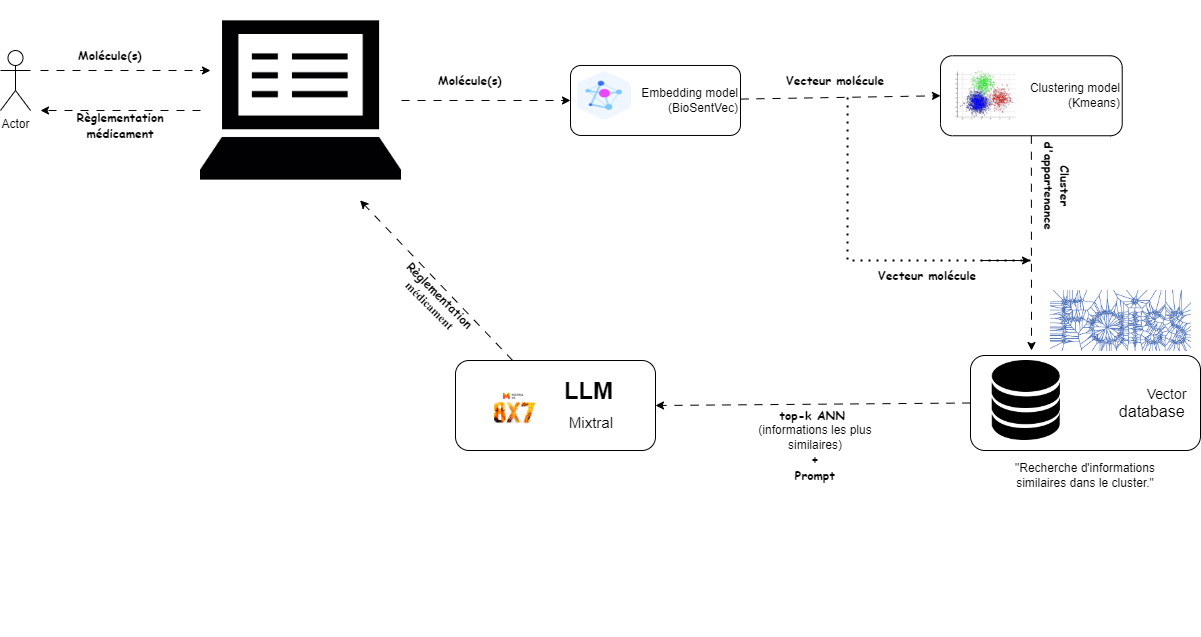 Molécule(s)
Règlementation
médicament
Actor
Molécule(s)
Embedding model
(BioSentVec)
Vecteur molécule
Clustering model
(Kmeans)
Cluster
d'appartenance
Vecteur molécule
Faiss
Vector
database
"Recherche d'informations
similaires dans le cluster."
top-k ANN
(informations les plus
similaires)
+
Prompt
8X7
LLM
Mixtral
Règlementation
médicament